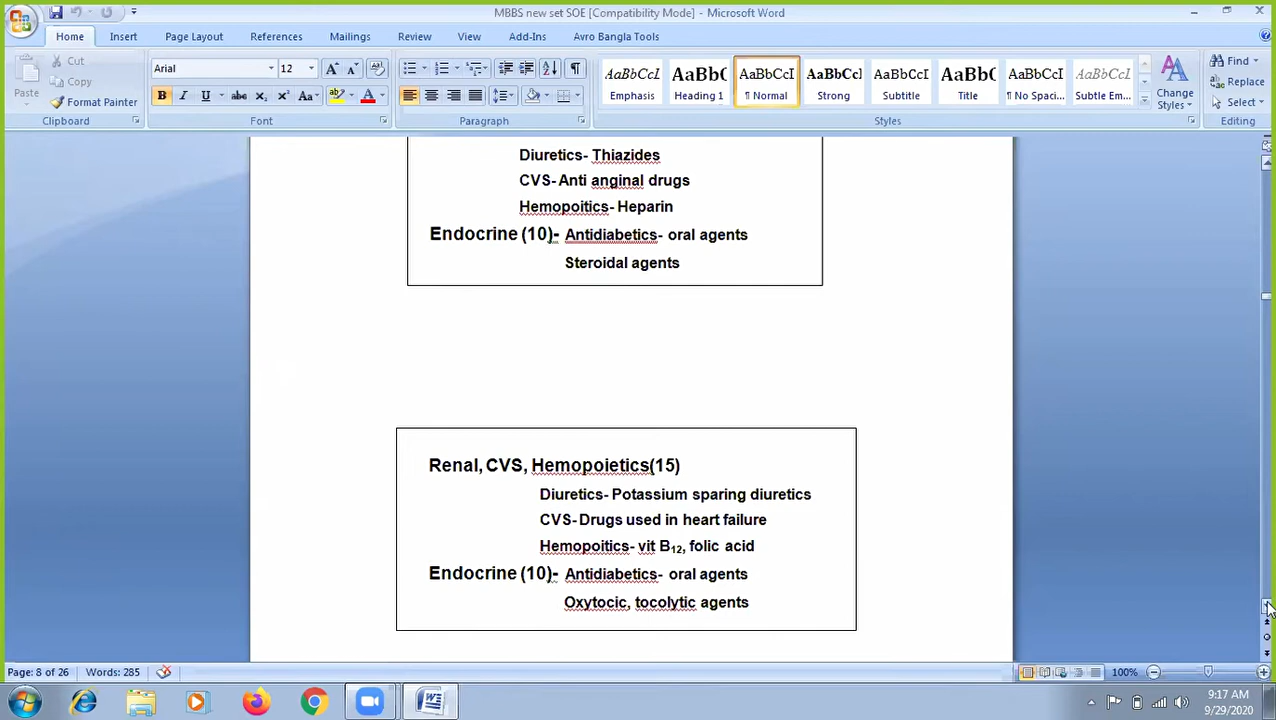 MBBS new set SOE [Compatibility Mode] - Microsoft Word
Home Insert Page Layout References Mailings Review View Add-Ins Avro Bangla Tools
Paste
Cut
Copy
Format Painter
Clipboard
Arial 12
Font
Paragraph
AaBbCcI AaBbC AaBbCcI AaBbCcl AaBbCcI AaBbC AaBbCcI AaBbCcI
Emphasis Heading 1 ¶ Normal Strong Subtitle Title ¶ No Spaci... Subtle Em...
Change Styles
Styles
Find
Replace
Select
Editing
Diuretics- Thiazides
CVS- Anti anginal drugs
Hemopoitics- Heparin
Endocrine (10)- Antidiabetics- oral agents
Steroidal agents
Renal, CVS, Hemopoietics(15)
Diuretics- Potassium sparing diuretics
CVS- Drugs used in heart failure
Hemopoitics- vit B12, folic acid
Endocrine (10)- Antidiabetics- oral agents
Oxytocic, tocolytic agents
Page: 8 of 26 Words: 285 100%
9:17 AM
9/29/2020